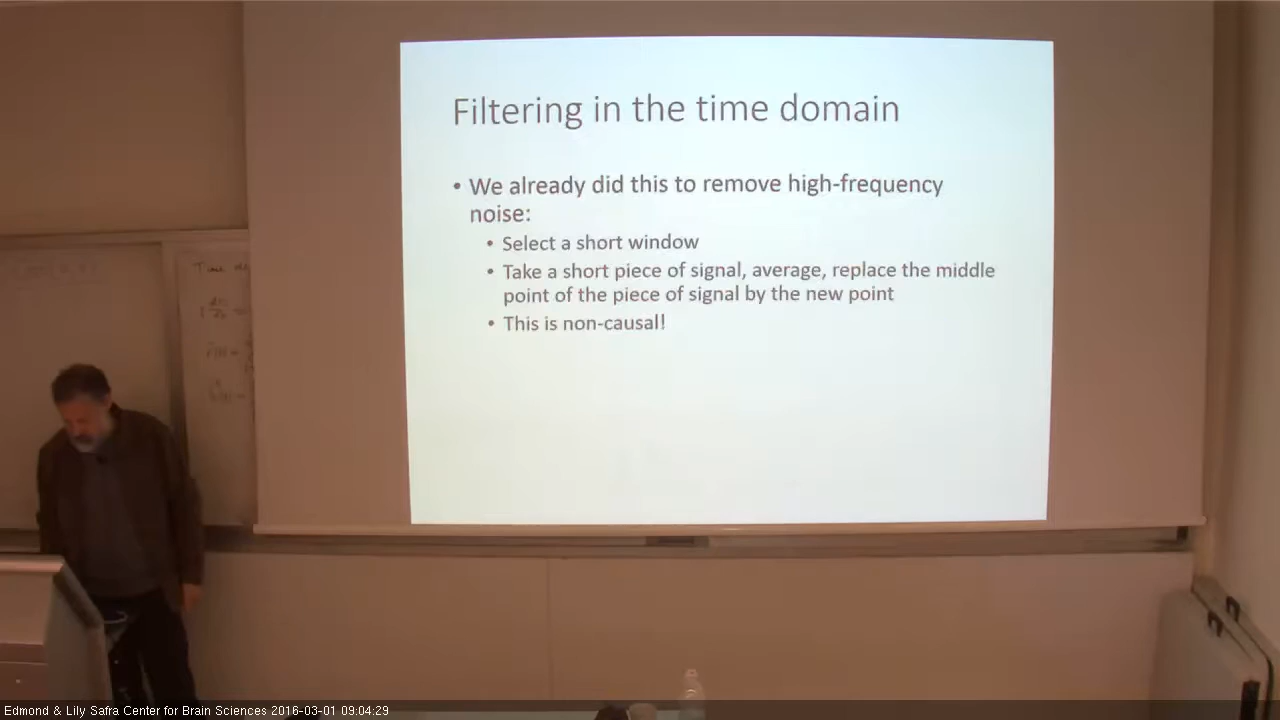 Filtering in the time domain
• We already did this to remove high-frequency
noise:
• Select a short window
• Take a short piece of signal, average, replace the middle
point of the piece of signal by the new point
• This is non-causal!
Time
Edmond & Lily Safra Center for Brain Sciences 2016-03-01 09:04:29